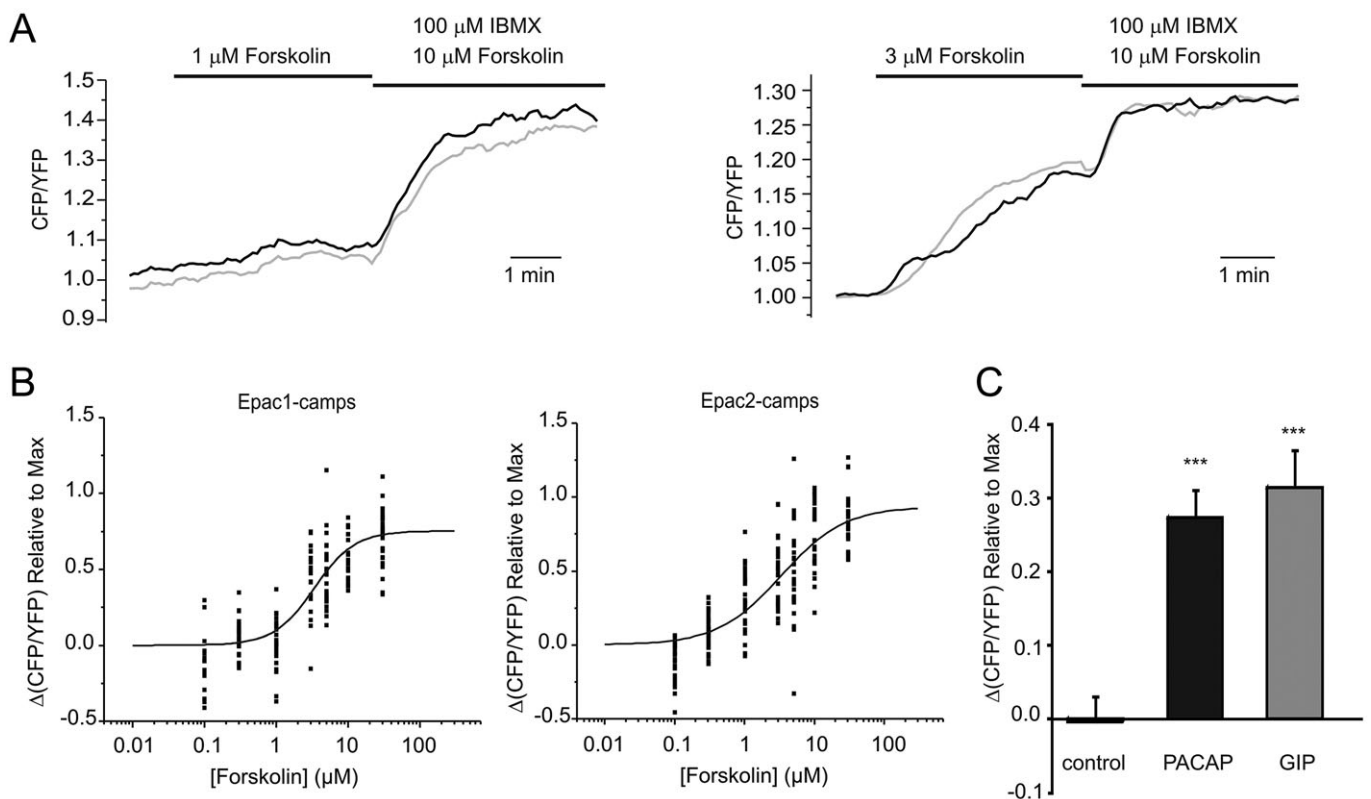 A
1 μM Forskolin
100 μM IBMX
10 μM Forskolin
CFP/YFP
1.5
1.4
1.3
1.2
1.1
1.0
0.9
1 min
3 μM Forskolin
100 μM IBMX
10 μM Forskolin
CFP/YFP
1.30
1.25
1.20
1.15
1.10
1.05
1.00
1 min
B
Epac1-camps
Δ(CFP/YFP) Relative to Max
1.5
1.0
0.5
0.0
-0.5
0.01 0.1 1 10 100
[Forskolin] (μM)
Epac2-camps
Δ(CFP/YFP) Relative to Max
1.5
1.0
0.5
0.0
-0.5
0.01 0.1 1 10 100
[Forskolin] (μM)
C
Δ(CFP/YFP) Relative to Max
0.4
0.3
0.2
0.1
0.0
-0.1
***
***
control PACAP GIP